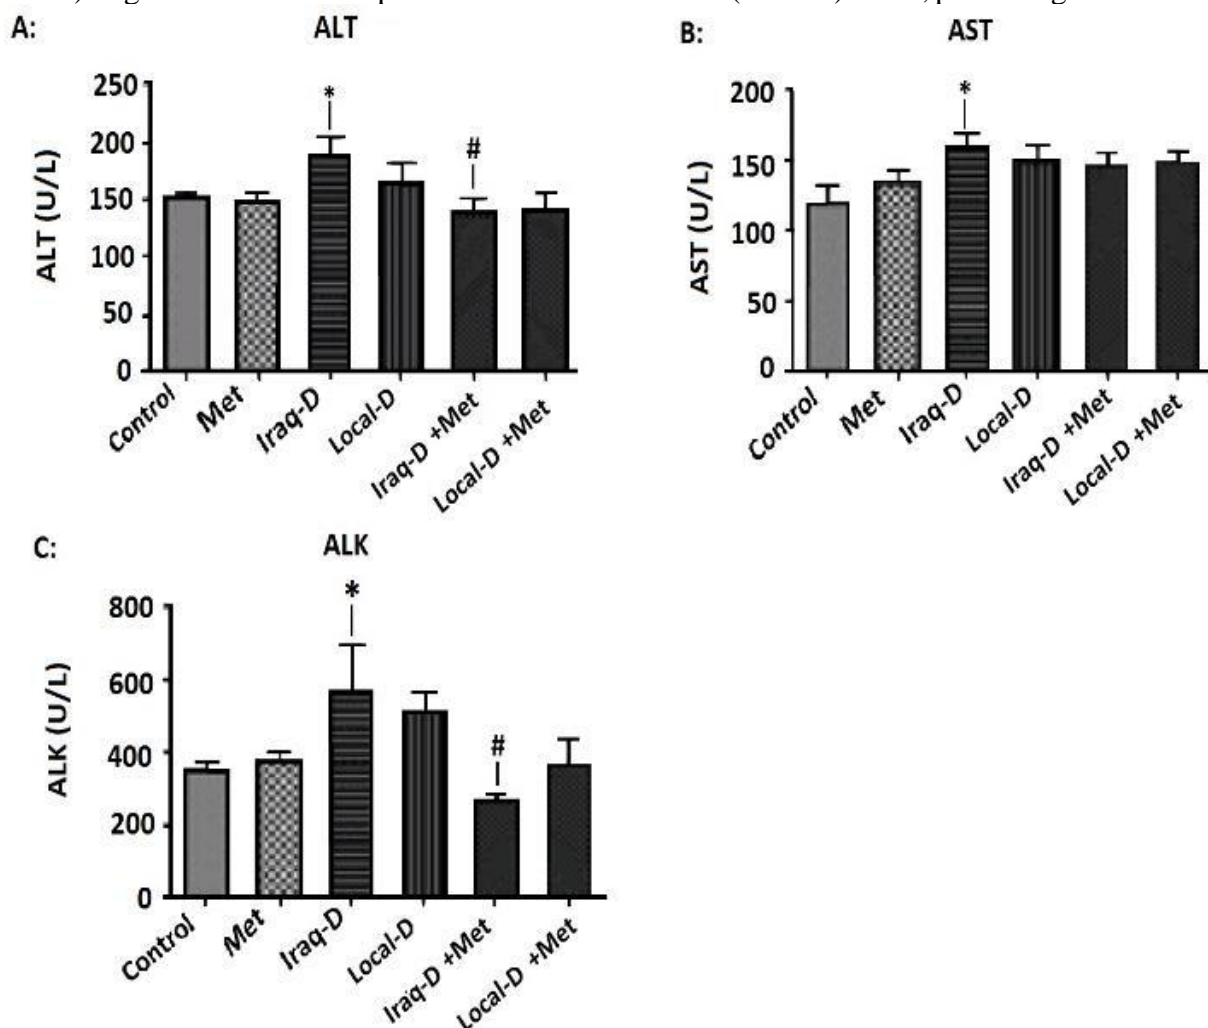 A:
ALT
ALT (U/L)
250
200
150
100
50
0
*
#
Control
Met
Iraq-D
Local-D
Iraq-D +Met
Local-D +Met
B:
AST
AST (U/L)
200
150
100
50
0
*
Control
Met
Iraq-D
Local-D
Iraq-D +Met
Local-D +Met
C:
ALK
ALK (U/L)
800
600
400
200
0
*
#
Control
Met
Iraq-D
Local-D
Iraq-D +Met
Local-D +Met